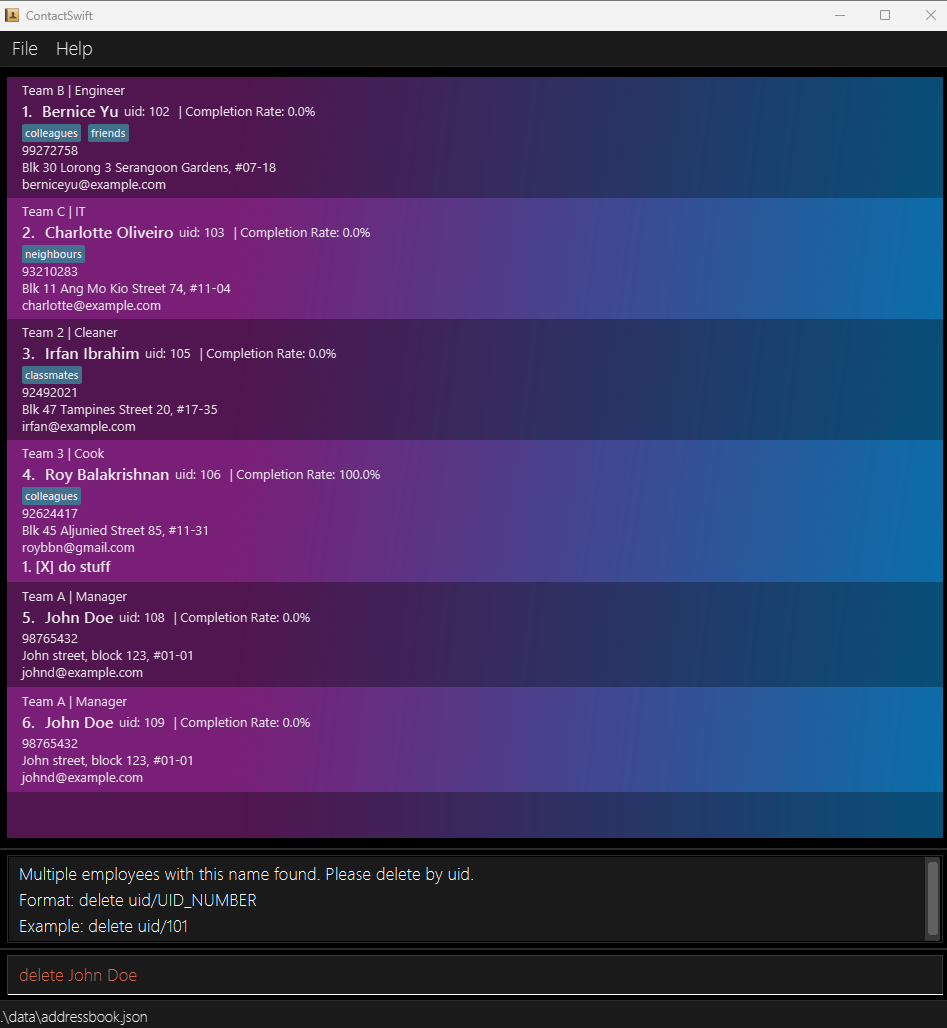 ContactSwift
File Help
Team B | Engineer
1. Bernice Yu uid: 102 | Completion Rate: 0.0%
colleagues friends
99272758
Blk 30 Lorong 3 Serangoon Gardens, #07-18
berniceyu@example.com
Team C | IT
2. Charlotte Oliveiro uid: 103 | Completion Rate: 0.0%
neighbours
93210283
Blk 11 Ang Mo Kio Street 74, #11-04
charlotte@example.com
Team 2 | Cleaner
3. Irfan Ibrahim uid: 105 | Completion Rate: 0.0%
classmates
92492021
Blk 47 Tampines Street 20, #17-35
irfan@example.com
Team 3 | Cook
4. Roy Balakrishnan uid: 106 | Completion Rate: 100.0%
colleagues
92624417
Blk 45 Aljunied Street 85, #11-31
roybbn@gmail.com
1. [X] do stuff
Team A | Manager
5. John Doe uid: 108 | Completion Rate: 0.0%
98765432
John street, block 123, #01-01
johnd@example.com
Team A | Manager
6. John Doe uid: 109 | Completion Rate: 0.0%
98765432
John street, block 123, #01-01
johnd@example.com
Multiple employees with this name found. Please delete by uid.
Format: delete uid/UID_NUMBER
Example: delete uid/101
delete John Doe
.\data\addressbook.json